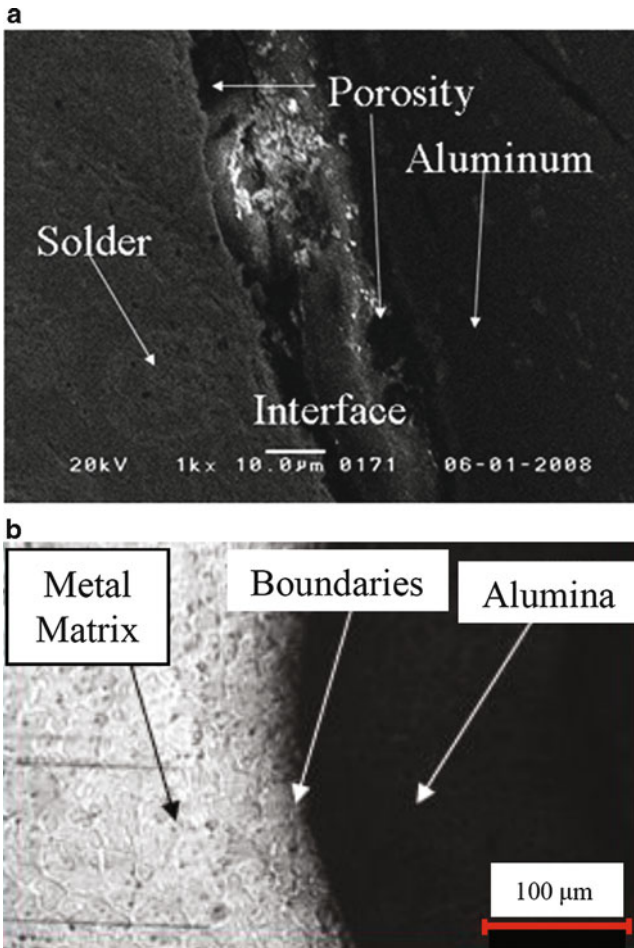 a
Porosity
Aluminum
Solder
Interface
20kV 1kx 10.0μm 0171 06-01-2008
b
Metal
Matrix
Boundaries
Alumina
100 μm